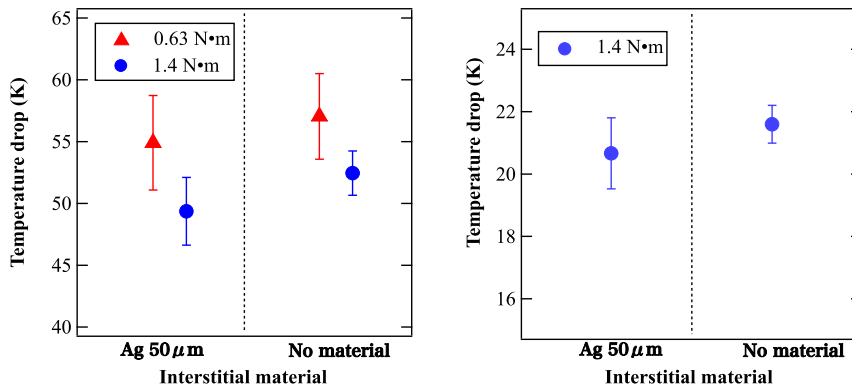 65
60
55
50
45
40
Temperature drop (K)
0.63 N•m
1.4 N•m
Ag 50μm
No material
Interstitial material
24
22
20
18
16
Temperature drop (K)
1.4 N•m
Ag 50μm
No material
Interstitial material